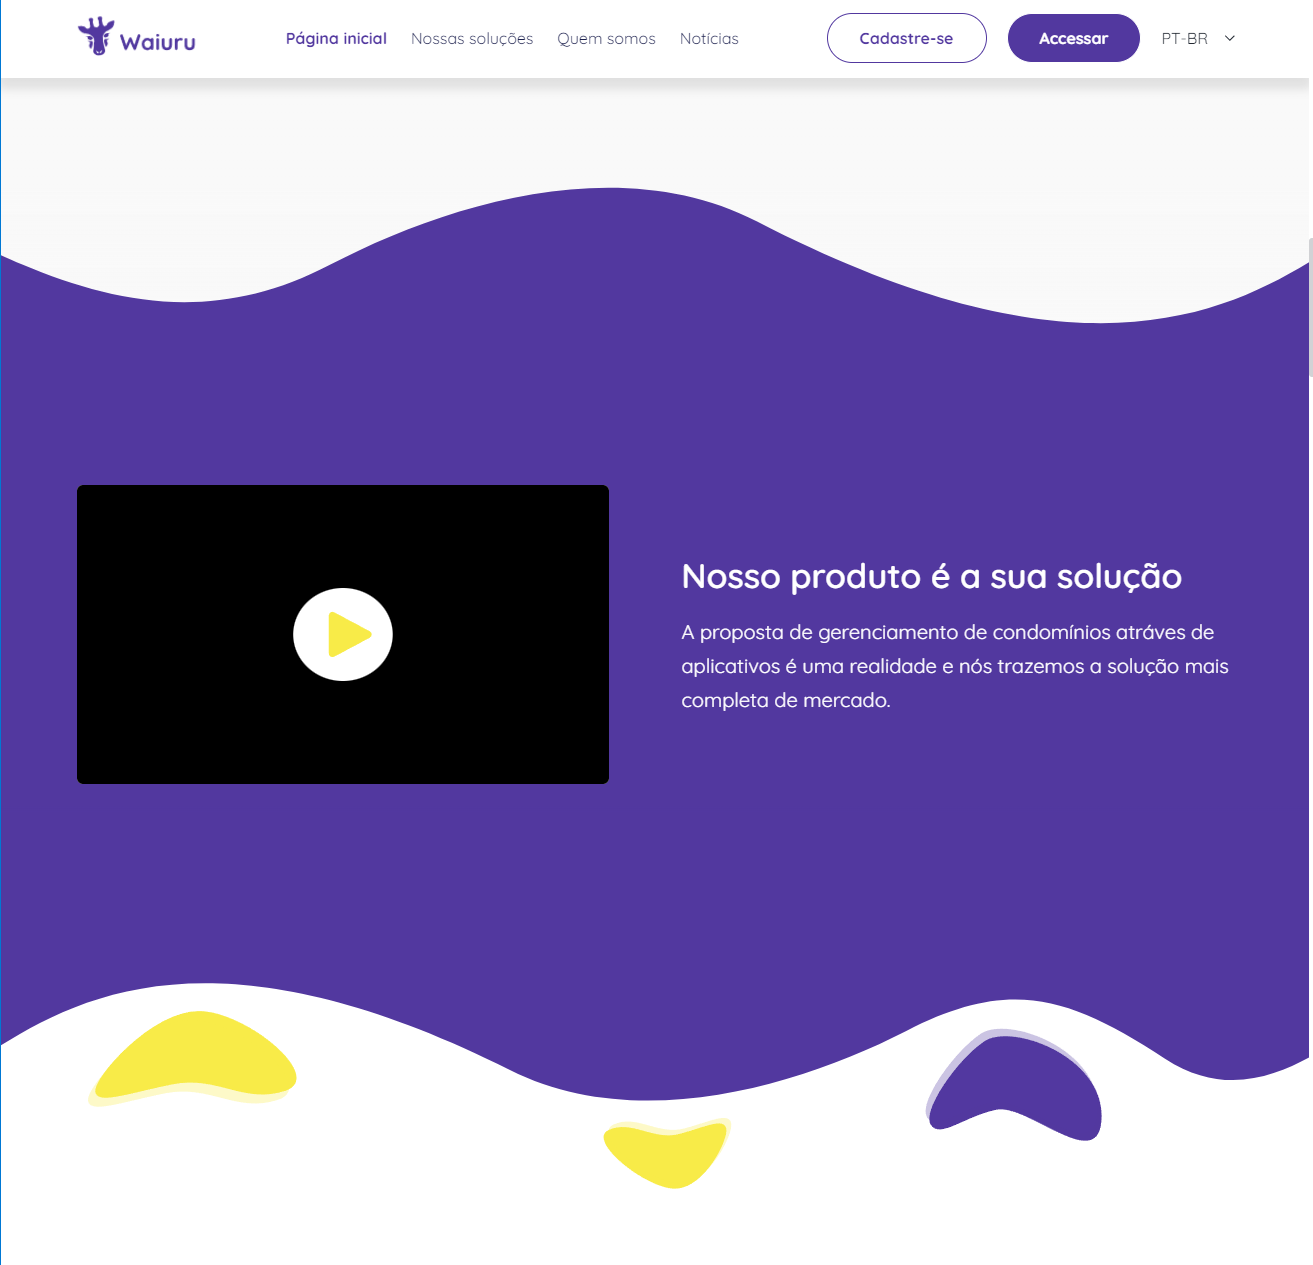 Waiuru
Página inicial
Nossas soluções
Quem somos
Notícias
Cadastre-se
Accessar
PT-BR
Nosso produto é a sua solução
A proposta de gerenciamento de condomínios atráves de
aplicativos é uma realidade e nós trazemos a solução mais
completa de mercado.